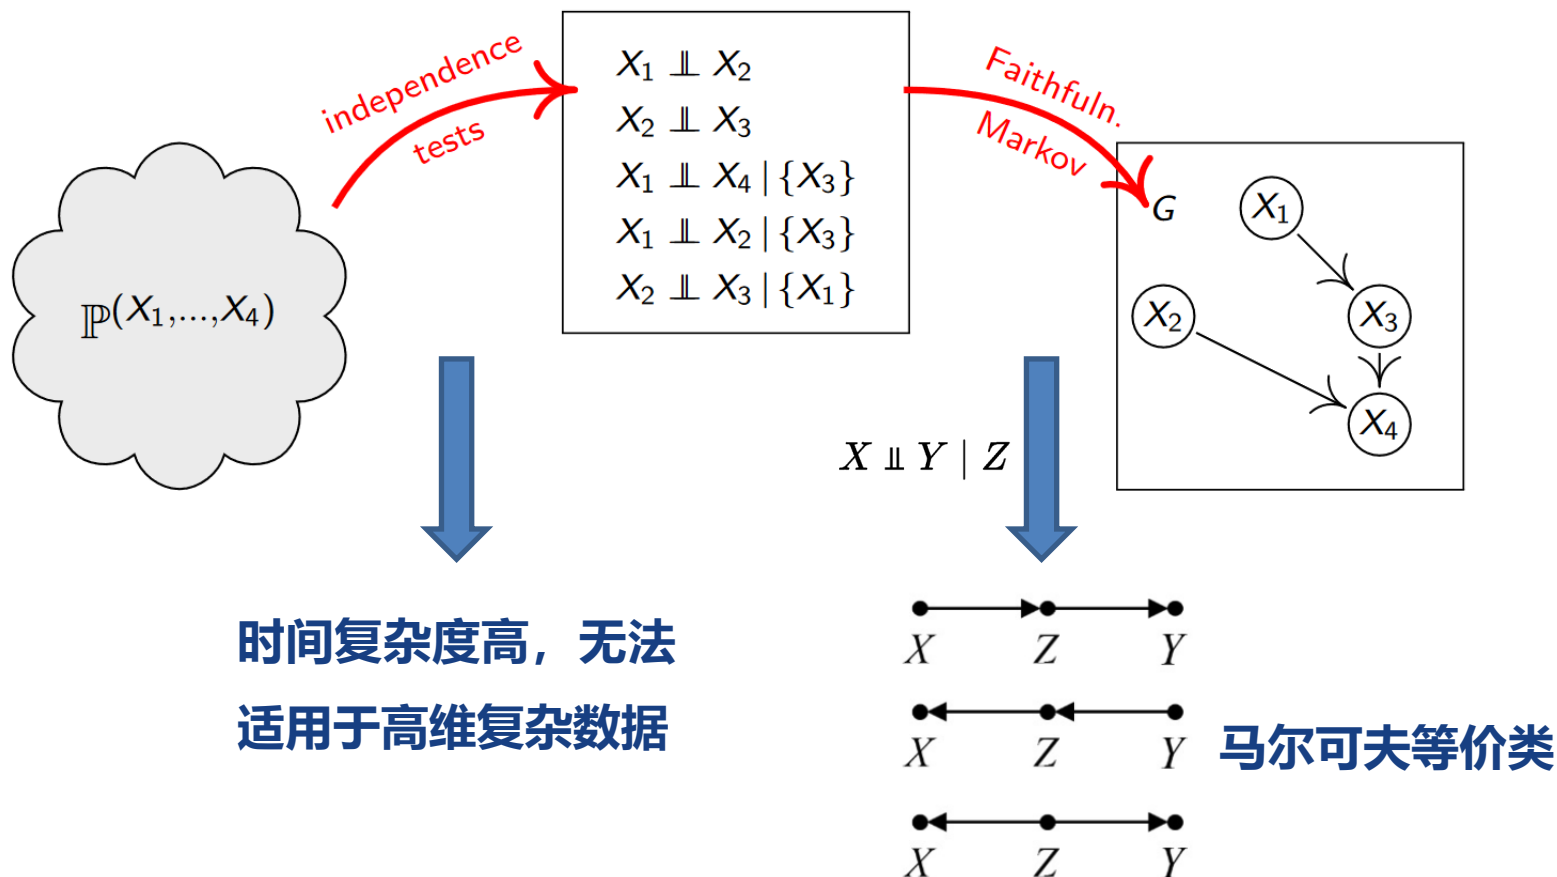 independence
tests
X₁ ⫫ X₂
X₂ ⫫ X₃
X₁ ⫫ X₄ | {X₃}
X₁ ⫫ X₂ | {X₃}
X₂ ⫫ X₃ | {X₁}
Faithfuln.
Markov
ℙ(X₁,...,X₄)
G
X₁
X₂
X₃
X₄
X ⫫ Y | Z
时间复杂度高，无法
适用于高维复杂数据
X Z Y
X Z Y
马尔可夫等价类
X Z Y